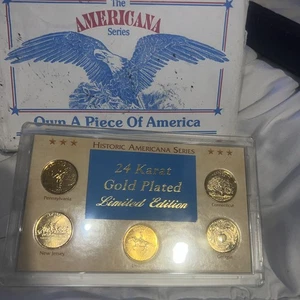 The
AMERICANA
Series
Own A Piece Of America
HISTORIC AMERICANA SERIES
24 Karat
Gold Plated
Limited Edition
Pennsylvania
New Jersey